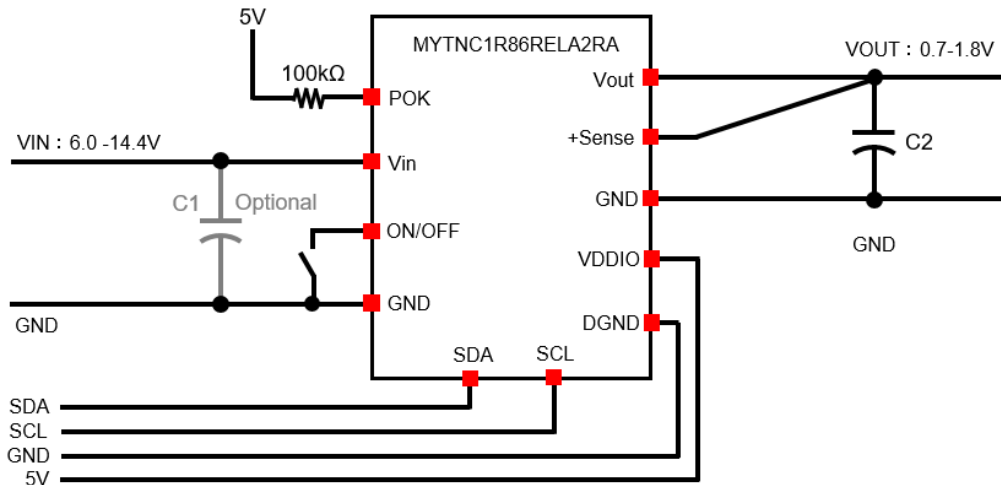 5V
MYTNC1R86RELA2RA
VOUT：0.7-1.8V
100kΩ
POK
Vout
+Sense
C2
VIN：6.0 -14.4V
Vin
C1 Optional
GND
ON/OFF
VDDIO
GND
GND
GND
DGND
SDA
SCL
SDA
SCL
GND
5V